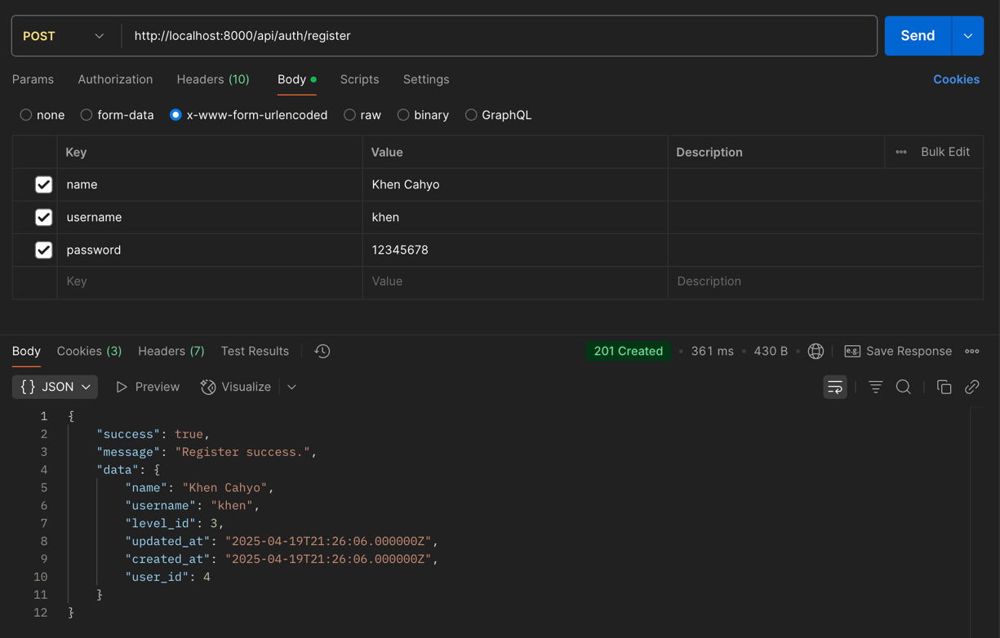 POST http://localhost:8000/api/auth/register Send
Params Authorization Headers (10) Body Scripts Settings Cookies
none form-data x-www-form-urlencoded raw binary GraphQL
Key Value Description Bulk Edit
name Khen Cahyo
username khen
password 12345678
Key Value Description
Body Cookies (3) Headers (7) Test Results 201 Created 361 ms 430 B e.g. Save Response
{} JSON Preview Visualize
1 {
2 "success": true,
3 "message": "Register success.",
4 "data": {
5 "name": "Khen Cahyo",
6 "username": "khen",
7 "level_id": 3,
8 "updated_at": "2025-04-19T21:26:06.000000Z",
9 "created_at": "2025-04-19T21:26:06.000000Z",
10 "user_id": 4
11 }
12 }